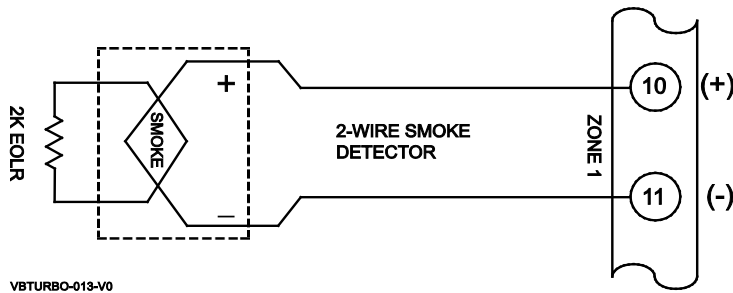 2K EOLR
SMOKE
+
–
2-WIRE SMOKE
DETECTOR
ZONE 1
10 (+)
11 (-)
VBTURBO-013-V0